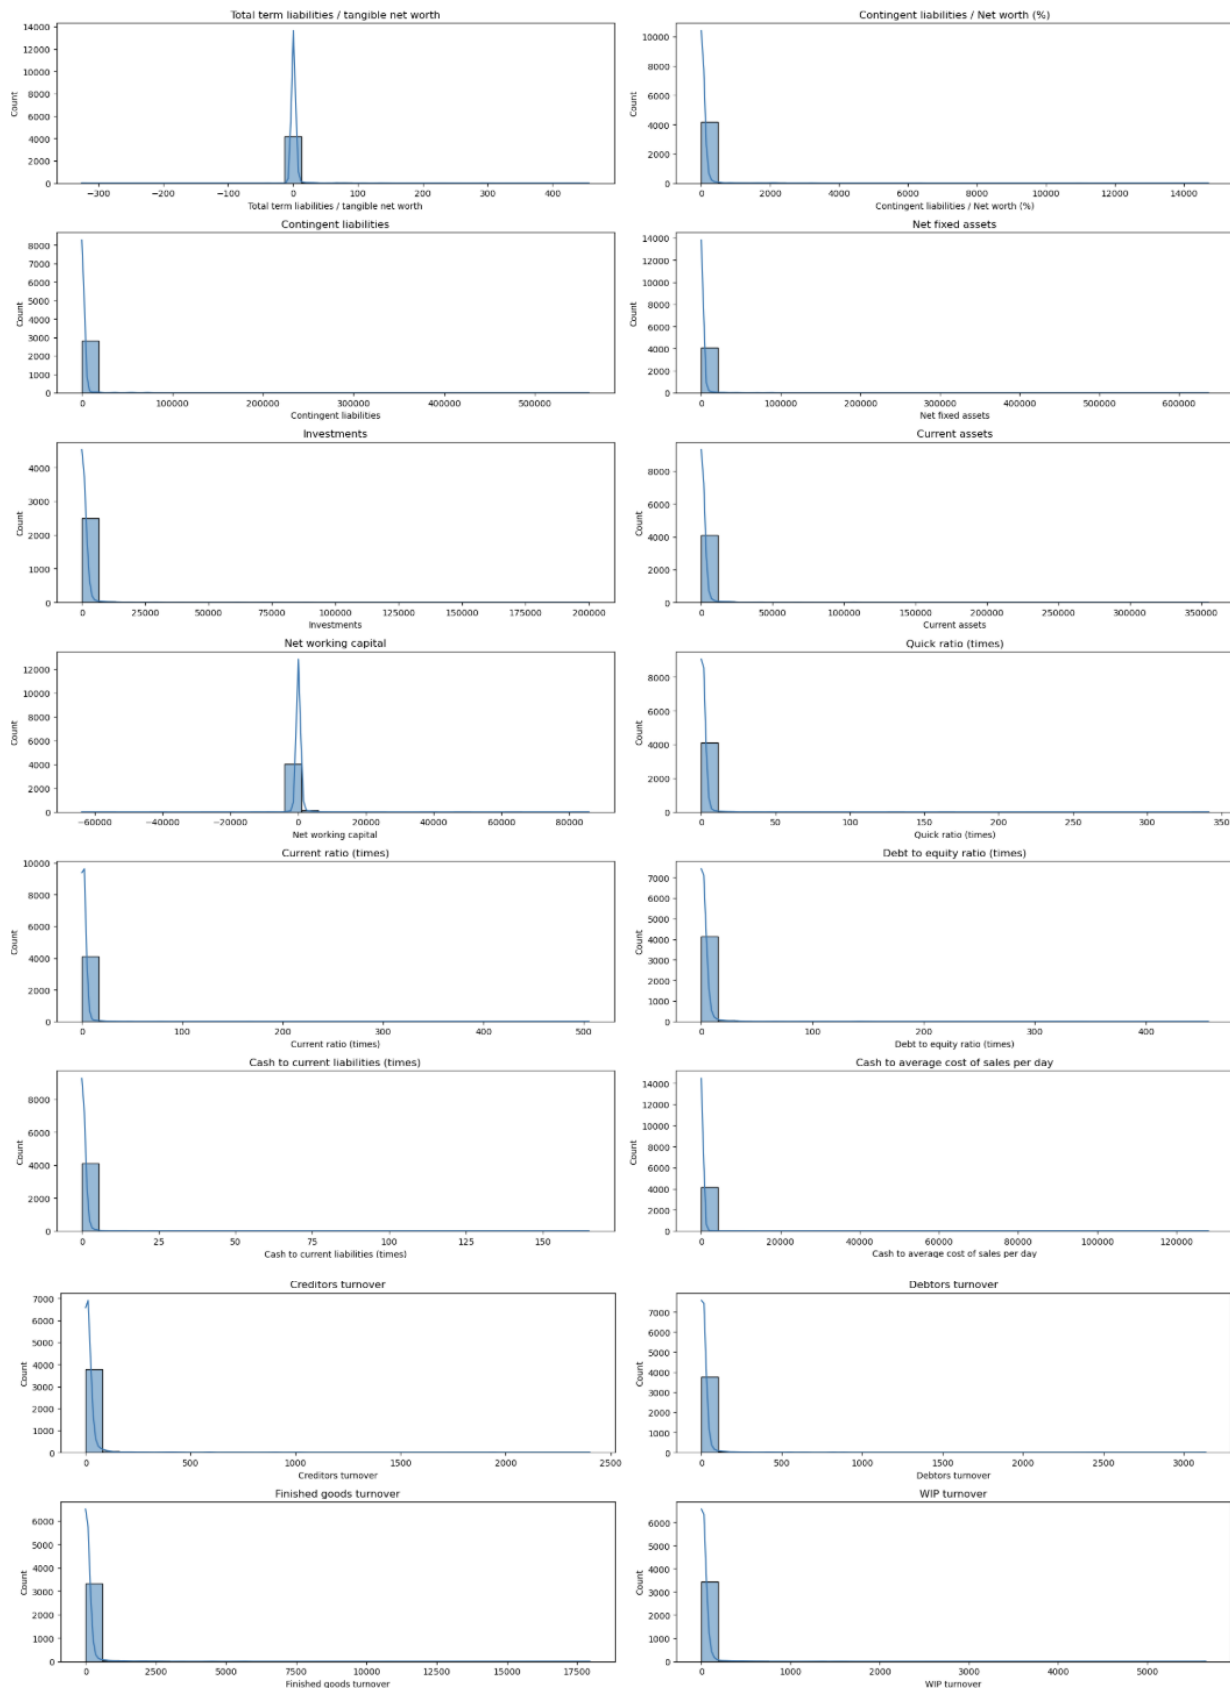 Total term liabilities / tangible net worth
Count
14000
12000
10000
8000
6000
4000
2000
0
−300 −200 −100 0 100 200 300 400
Total term liabilities / tangible net worth
Contingent liabilities / Net worth (%)
Count
10000
8000
6000
4000
2000
0
0 2000 4000 6000 8000 10000 12000 14000
Contingent liabilities / Net worth (%)
Contingent liabilities
Count
8000
7000
6000
5000
4000
3000
2000
1000
0
0 100000 200000 300000 400000 500000
Contingent liabilities
Net fixed assets
Count
14000
12000
10000
8000
6000
4000
2000
0
0 100000 200000 300000 400000 500000 600000
Net fixed assets
Investments
Count
4000
3000
2000
1000
0
0 25000 50000 75000 100000 125000 150000 175000 200000
Investments
Current assets
Count
8000
6000
4000
2000
0
0 50000 100000 150000 200000 250000 300000 350000
Current assets
Net working capital
Count
12000
10000
8000
6000
4000
2000
0
−60000 −40000 −20000 0 20000 40000 60000 80000
Net working capital
Quick ratio (times)
Count
8000
6000
4000
2000
0
0 50 100 150 200 250 300 350
Quick ratio (times)
Current ratio (times)
Count
10000
8000
6000
4000
2000
0
0 100 200 300 400 500
Current ratio (times)
Debt to equity ratio (times)
Count
7000
6000
5000
4000
3000
2000
1000
0
0 100 200 300 400
Debt to equity ratio (times)
Cash to current liabilities (times)
Count
8000
6000
4000
2000
0
0 25 50 75 100 125 150
Cash to current liabilities (times)
Cash to average cost of sales per day
Count
14000
12000
10000
8000
6000
4000
2000
0
0 20000 40000 60000 80000 100000 120000
Cash to average cost of sales per day
Creditors turnover
Count
7000
6000
5000
4000
3000
2000
1000
0
0 500 1000 1500 2000 2500
Creditors turnover
Debtors turnover
Count
7000
6000
5000
4000
3000
2000
1000
0
0 500 1000 1500 2000 2500 3000
Debtors turnover
Finished goods turnover
Count
6000
5000
4000
3000
2000
1000
0
0 2500 5000 7500 10000 12500 15000 17500
Finished goods turnover
WIP turnover
Count
6000
5000
4000
3000
2000
1000
0
0 1000 2000 3000 4000 5000
WIP turnover